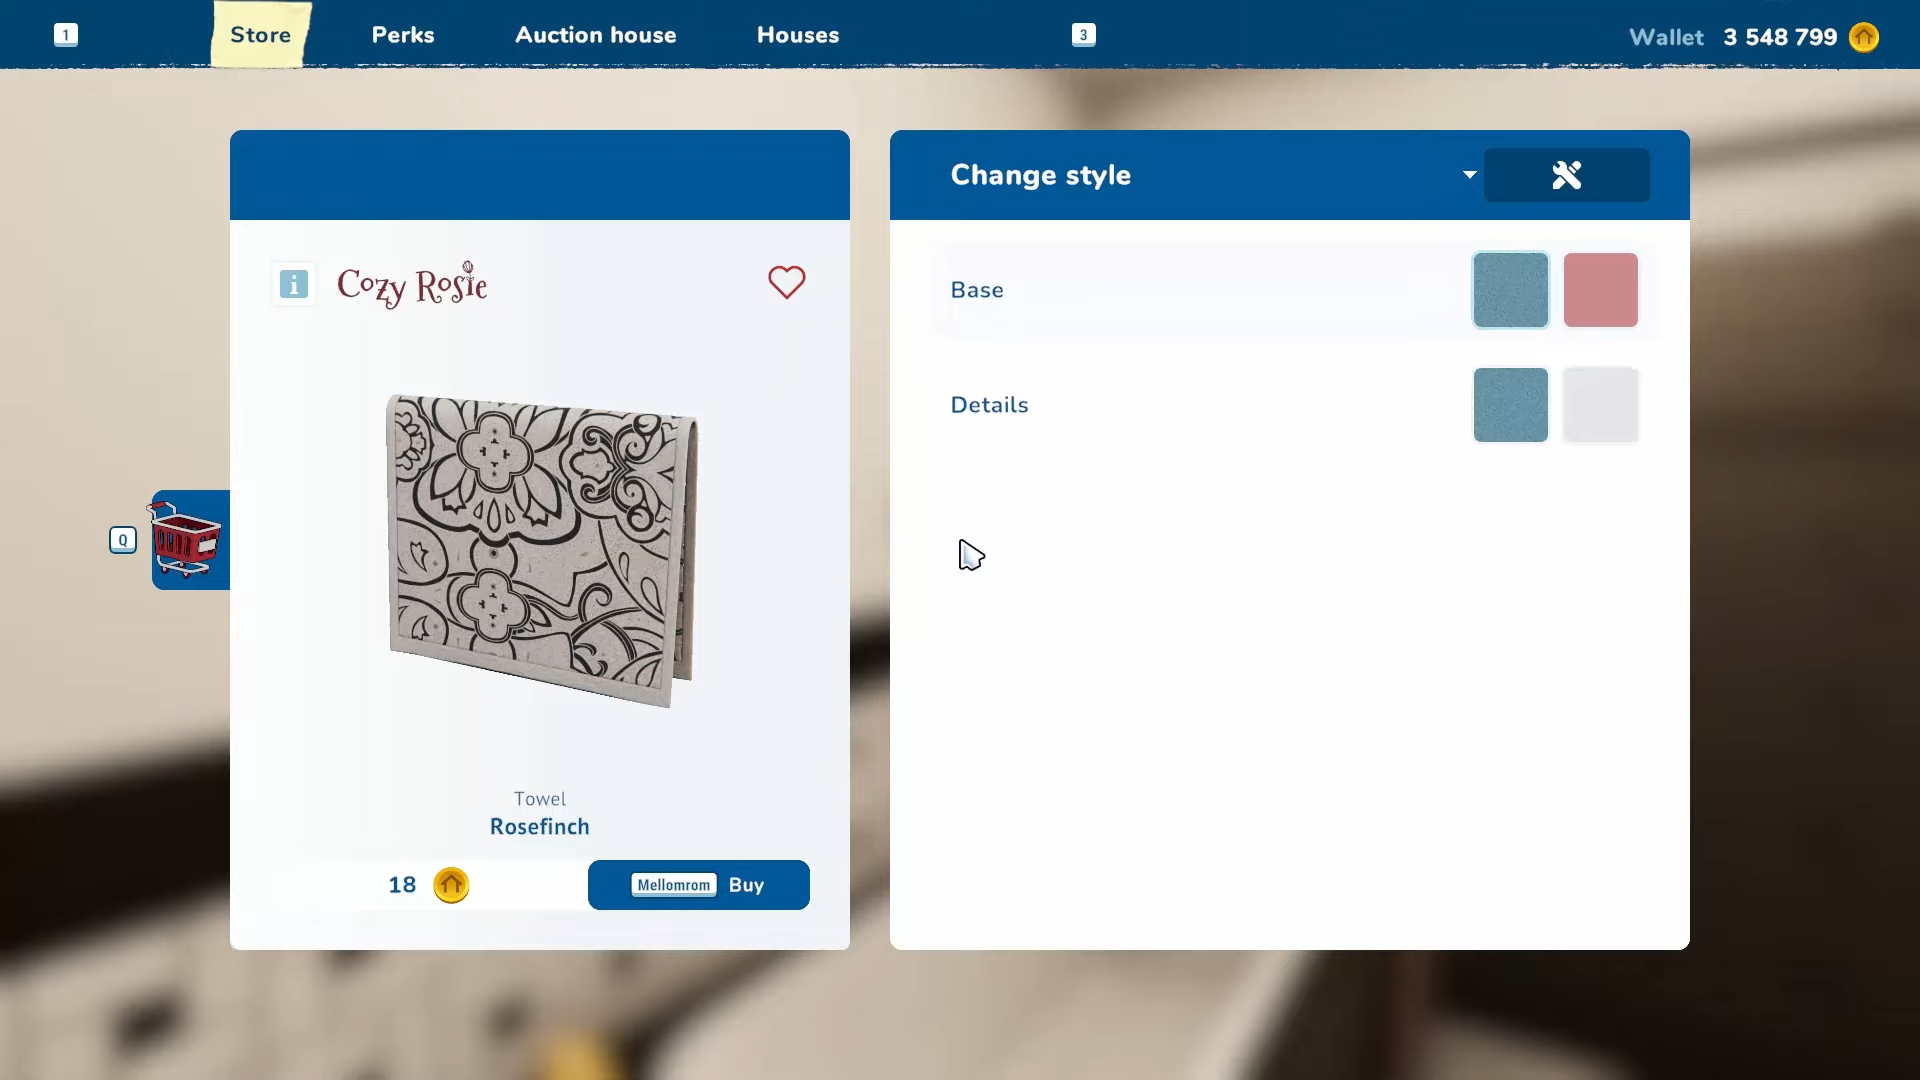 1
Store
Perks
Auction house
Houses
3
Wallet 3 548 799
Change style
i
Cozy Rosie
Base
Details
Q
Towel
Rosefinch
18
Mellomrom Buy